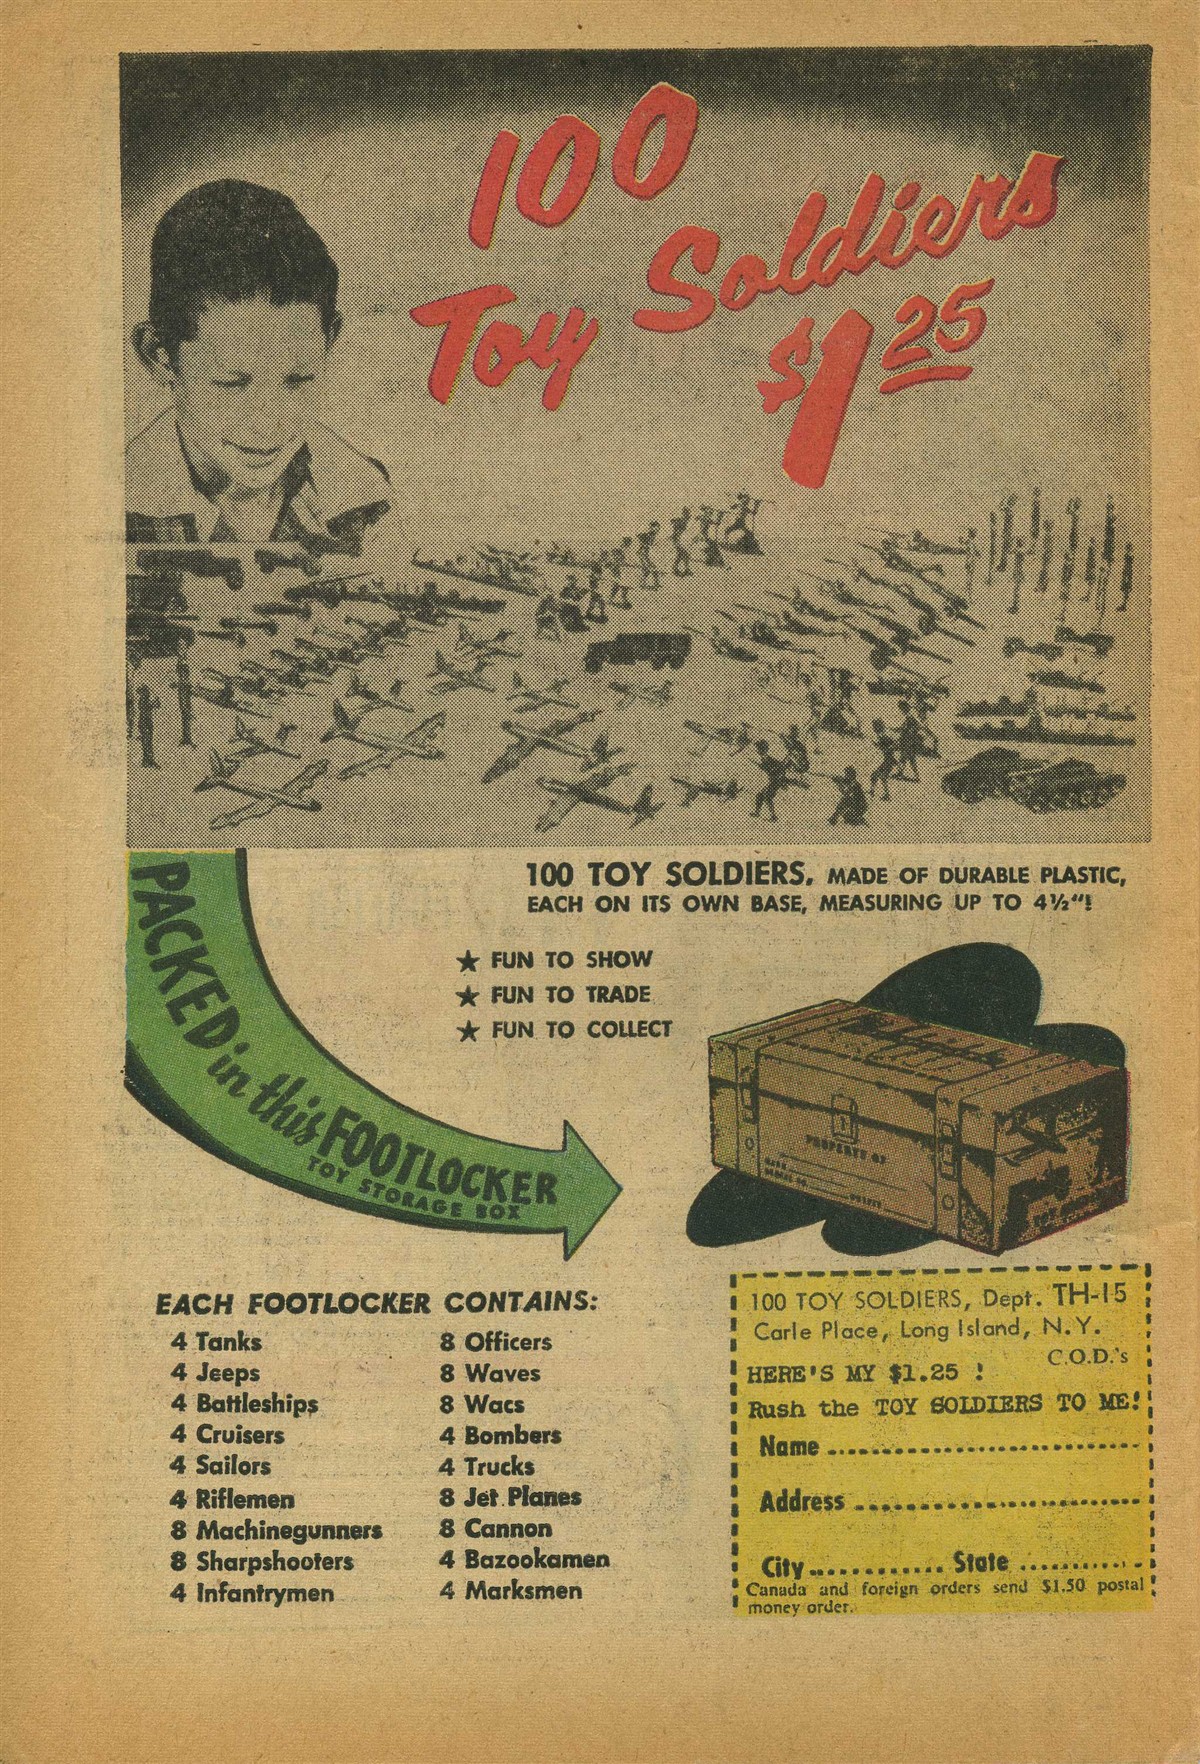 100
Toy Soldiers
$1 25
PACKED in this FOOTLOCKER
TOY STORAGE BOX
100 TOY SOLDIERS, MADE OF DURABLE PLASTIC,
EACH ON ITS OWN BASE, MEASURING UP TO 4½"!
★ FUN TO SHOW
★ FUN TO TRADE
★ FUN TO COLLECT
PROPERTY OF
EACH FOOTLOCKER CONTAINS:
4 Tanks
4 Jeeps
4 Battleships
4 Cruisers
4 Sailors
4 Riflemen
8 Machinegunners
8 Sharpshooters
4 Infantrymen
8 Officers
8 Waves
8 Wacs
4 Bombers
4 Trucks
8 Jet Planes
8 Cannon
4 Bazookamen
4 Marksmen
100 TOY SOLDIERS, Dept. TH-15
Carle Place, Long Island, N.Y.
C.O.D.'s
HERE'S MY $1.25 !
Rush the TOY SOLDIERS TO ME!
Name
Address
City State
Canada and foreign orders send $1.50 postal
money order.